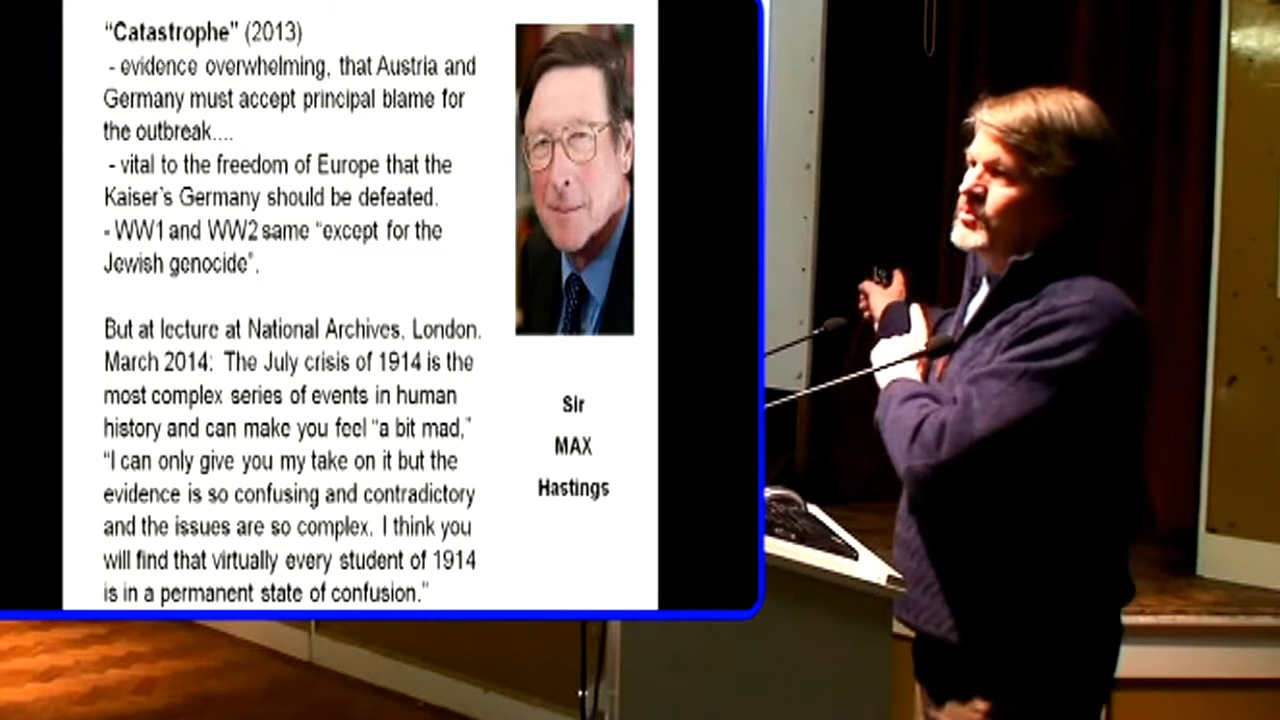 “Catastrophe” (2013)
- evidence overwhelming, that Austria and
Germany must accept principal blame for
the outbreak....
- vital to the freedom of Europe that the
Kaiser’s Germany should be defeated.
- WW1 and WW2 same “except for the
Jewish genocide”.
But at lecture at National Archives, London.
March 2014: The July crisis of 1914 is the
most complex series of events in human
history and can make you feel “a bit mad,”
“I can only give you my take on it but the
evidence is so confusing and contradictory
and the issues are so complex. I think you
will find that virtually every student of 1914
is in a permanent state of confusion.”
Sir
MAX
Hastings